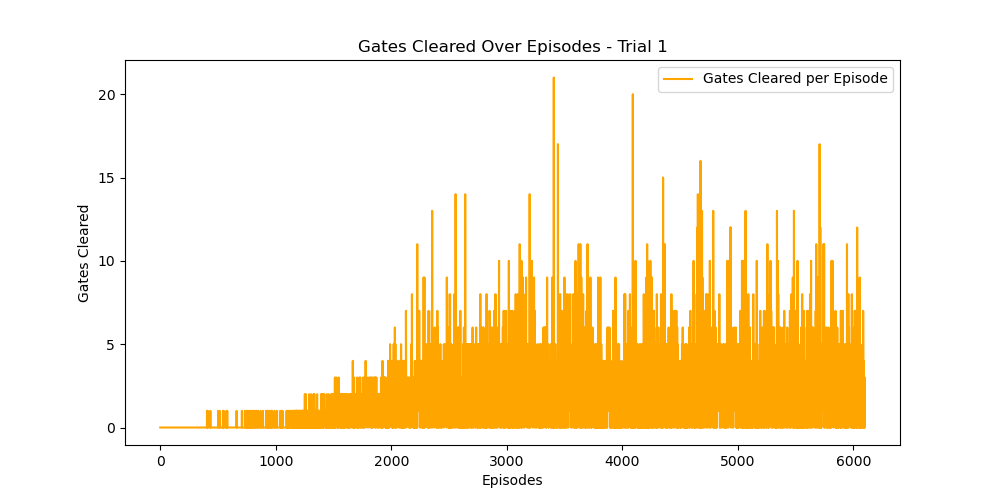 Gates Cleared Over Episodes - Trial 1
Gates Cleared per Episode
Gates Cleared
20
15
10
5
0
0 1000 2000 3000 4000 5000 6000
Episodes